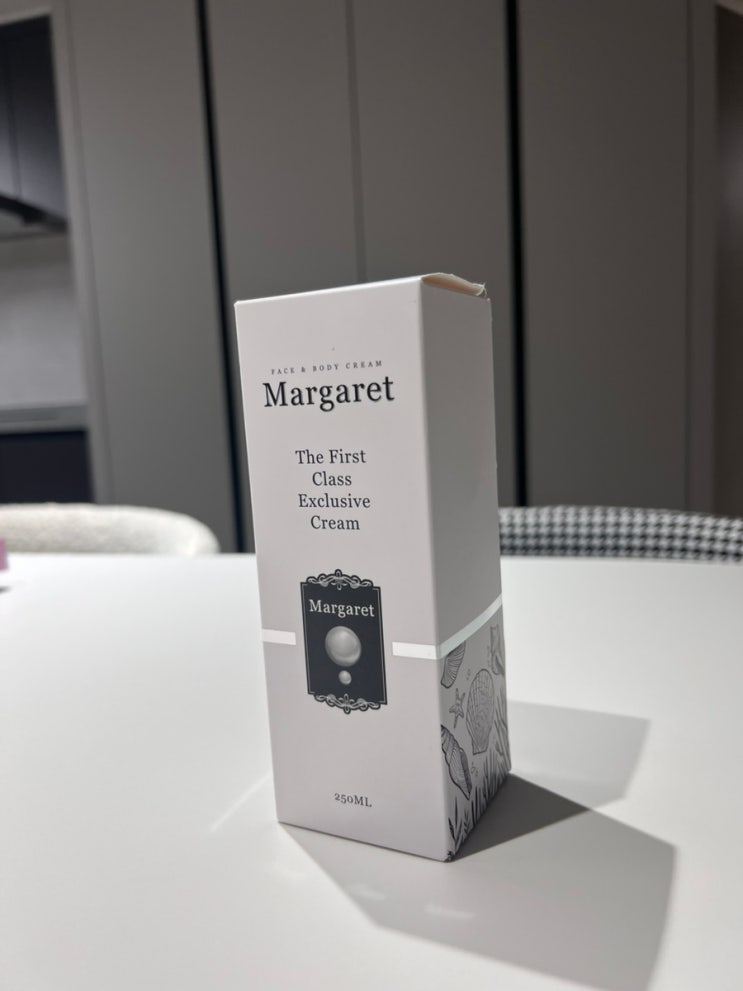 FACE & BODY CREAM
Margaret
The First
Class
Exclusive
Cream
Margaret
250ML